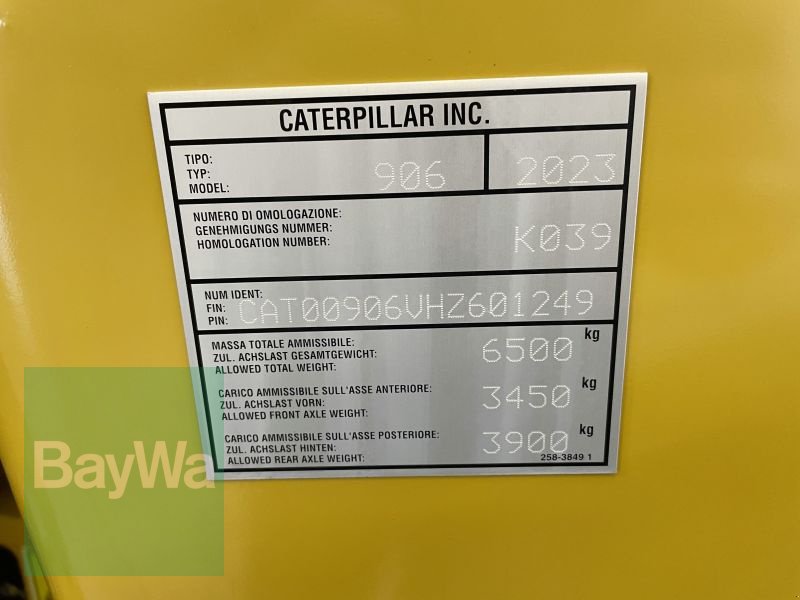 CATERPILLAR INC.
TIPO:
TYP:
MODEL: 906 2023
NUMERO DI OMOLOGAZIONE:
GENEHMIGUNGS NUMMER:
HOMOLOGATION NUMBER: K039
NUM IDENT:
FIN:
PIN: CAT00906VHZ601249
MASSA TOTALE AMMISSIBILE:
ZUL. ACHSLAST GESAMTGEWICHT:
ALLOWED TOTAL WEIGHT: 6500 kg
CARICO AMMISSIBILE SULL'ASSE ANTERIORE:
ZUL. ACHSLAST VORN:
ALLOWED FRONT AXLE WEIGHT: 3450 kg
CARICO AMMISSIBILE SULL'ASSE POSTERIORE:
ZUL. ACHSLAST HINTEN:
ALLOWED REAR AXLE WEIGHT: 3900 kg
258-3849 1
BayWa